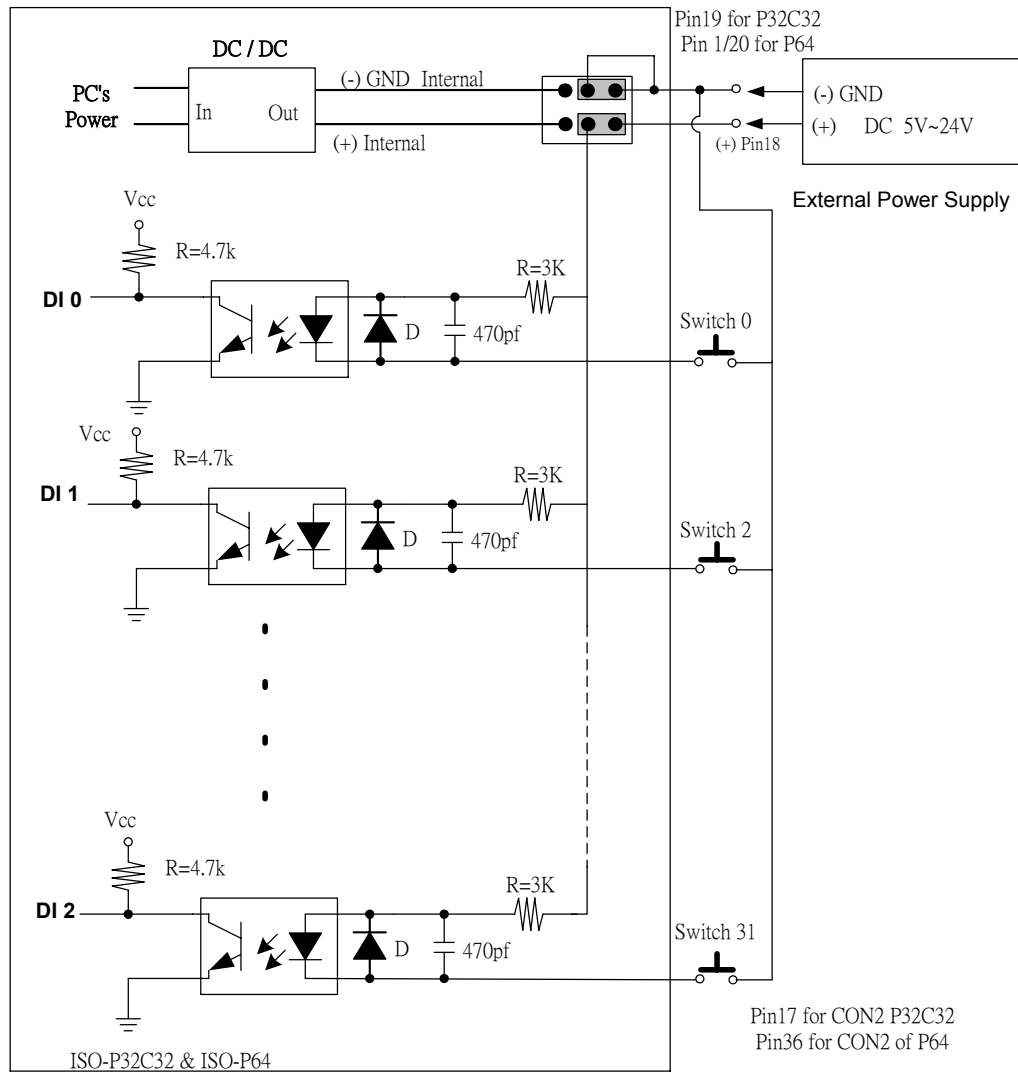 Pin19 for P32C32
Pin 1/20 for P64
DC / DC
(-) GND Internal
PC's
Power
In
Out
(+) Internal
(-) GND
(+) DC 5V~24V
(+) Pin18
External Power Supply
Vcc
R=4.7k
R=3K
DI 0
D
470pf
Switch 0
Vcc
R=4.7k
R=3K
DI 1
D
470pf
Switch 2
Vcc
R=4.7k
R=3K
DI 2
D
470pf
Switch 31
Pin17 for CON2 P32C32
Pin36 for CON2 of P64
ISO-P32C32 & ISO-P64